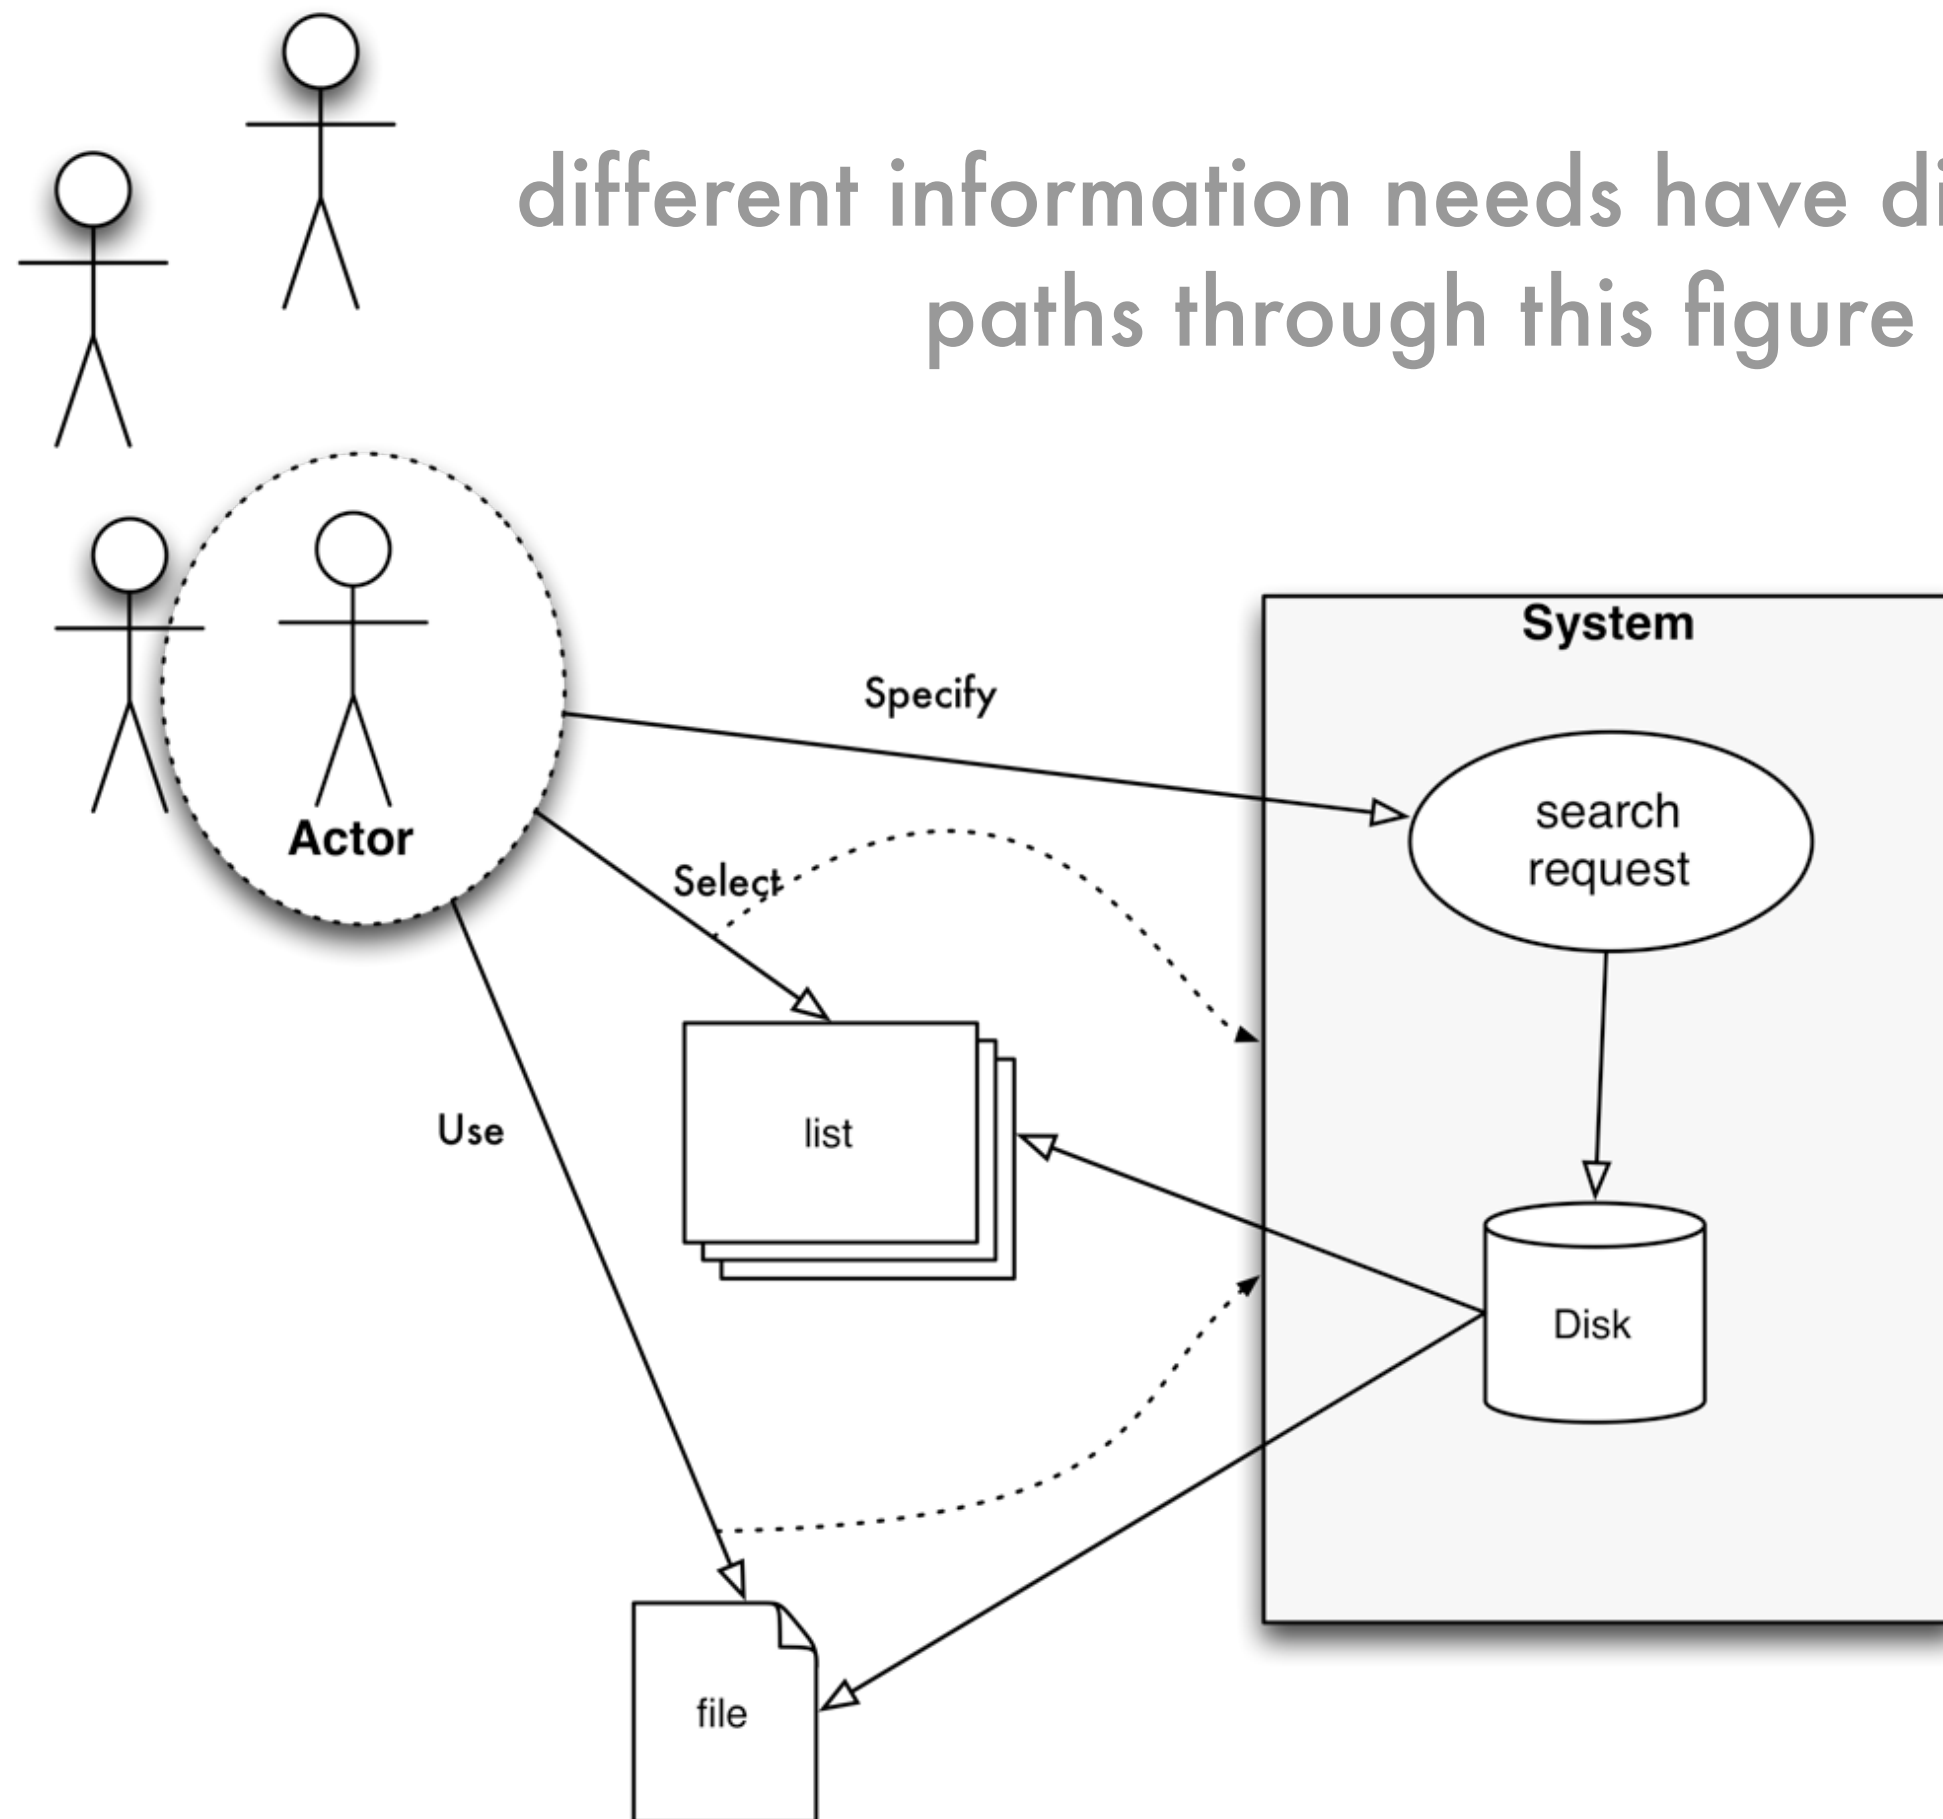 different information needs have di
paths through this figure
System
Specify
search
request
Actor
Select
Use
list
Disk
file